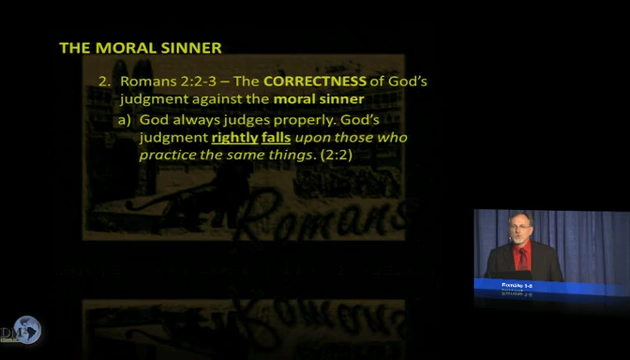 THE MORAL SINNER
2. Romans 2:2-3 – The CORRECTNESS of God's
judgment against the moral sinner
a) God always judges properly. God's
judgment rightly falls upon those who
practice the same things. (2:2)
Romans
Romans 1-8
DM